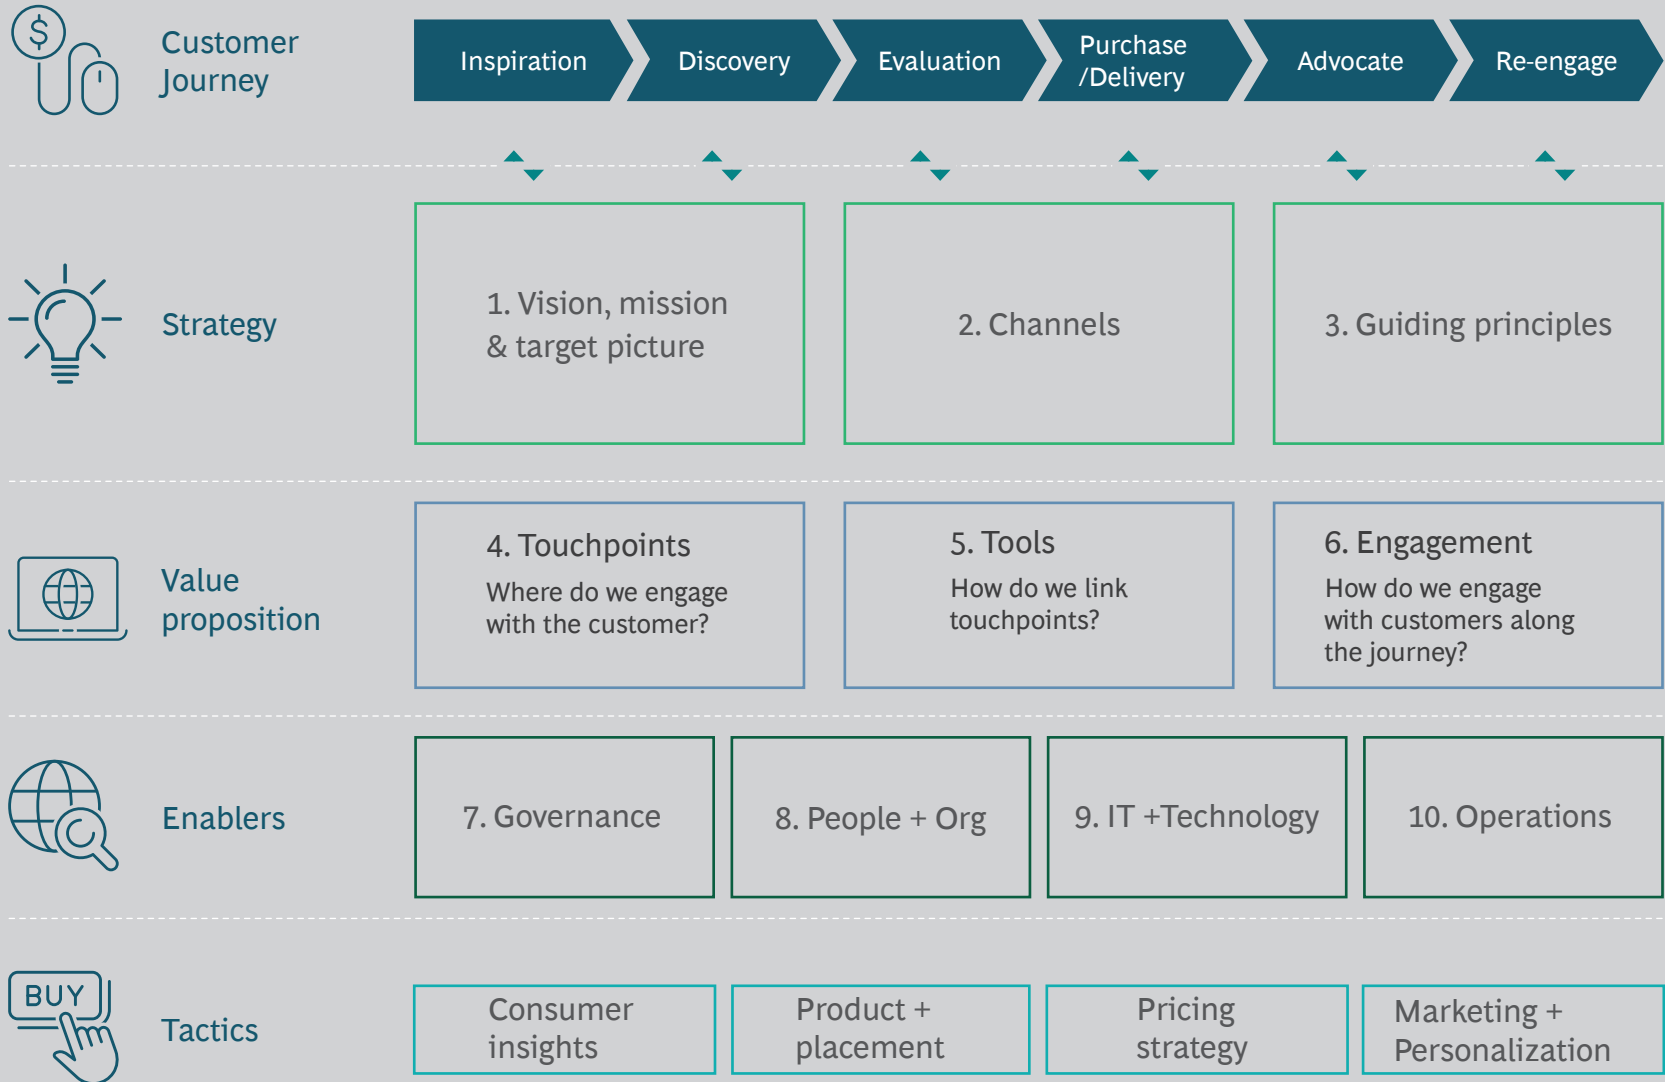 Customer
Journey
Inspiration
Discovery
Evaluation
Purchase
/Delivery
Advocate
Re-engage
Strategy
1. Vision, mission
& target picture
2. Channels
3. Guiding principles
Value
proposition
4. Touchpoints
Where do we engage
with the customer?
5. Tools
How do we link
touchpoints?
6. Engagement
How do we engage
with customers along
the journey?
Enablers
7. Governance
8. People + Org
9. IT +Technology
10. Operations
BUY
Tactics
Consumer
insights
Product +
placement
Pricing
strategy
Marketing +
Personalization